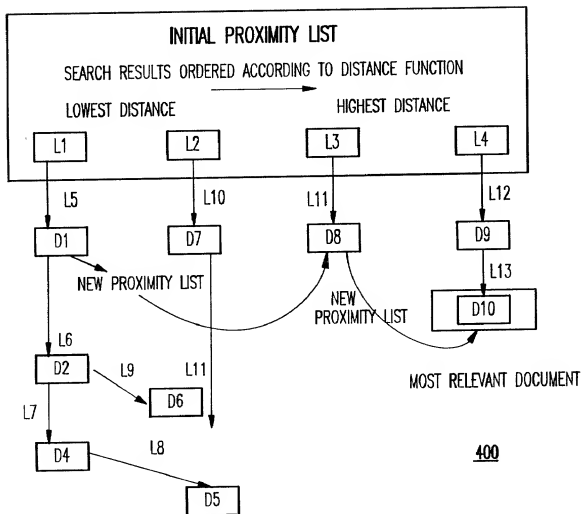 INITIAL PROXIMITY LIST
SEARCH RESULTS ORDERED ACCORDING TO DISTANCE FUNCTION
LOWEST DISTANCE HIGHEST DISTANCE
L1 L2 L3 L4
L5 L10 L11 L12
D1 D7 D8 D9
NEW PROXIMITY LIST
L13
NEW
PROXIMITY LIST
D10
L6
L9 L11
D2
MOST RELEVANT DOCUMENT
D6
L7
L8
D4
400
D5